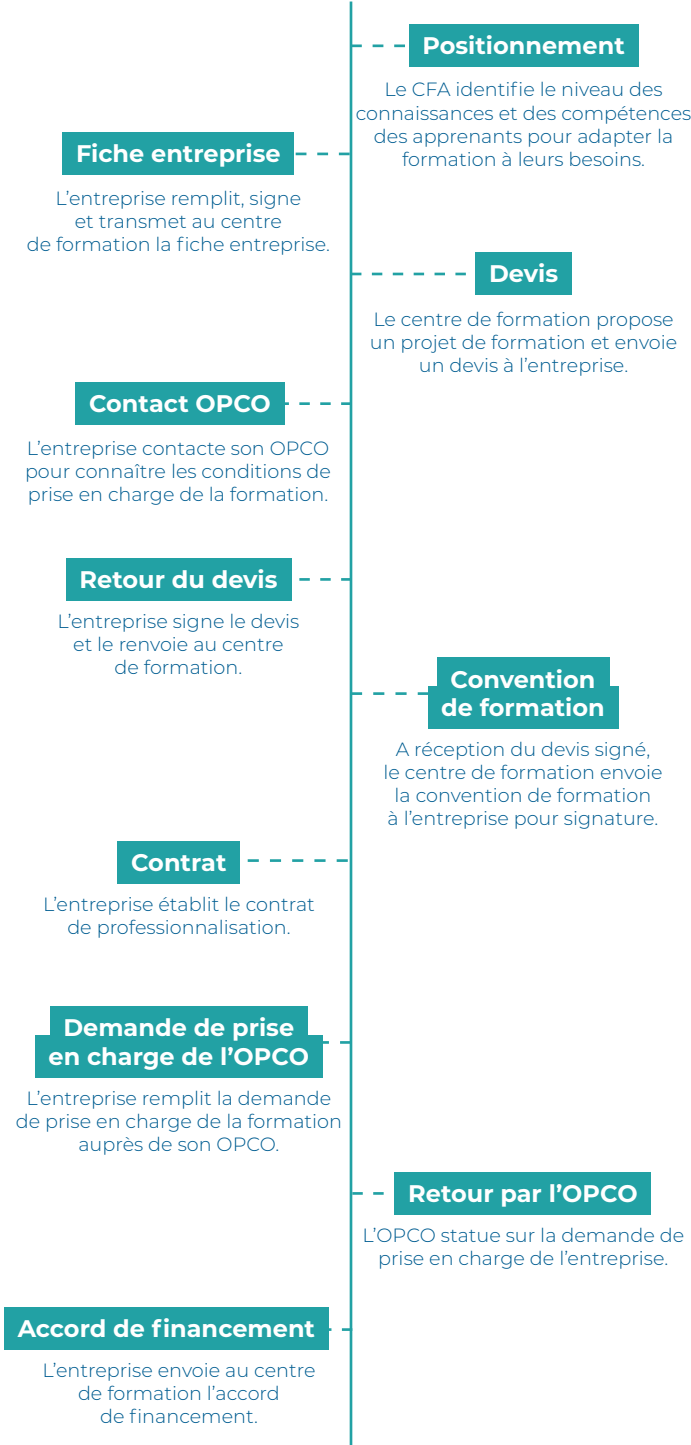 Positionnement
Le CFA identifie le niveau des
connaissances et des compétences
des apprenants pour adapter la
formation à leurs besoins.
Fiche entreprise
L’entreprise remplit, signe
et transmet au centre
de formation la fiche entreprise.
Devis
Le centre de formation propose
un projet de formation et envoie
un devis à l’entreprise.
Contact OPCO
L’entreprise contacte son OPCO
pour connaître les conditions de
prise en charge de la formation.
Retour du devis
L’entreprise signe le devis
et le renvoie au centre
de formation.
Convention
de formation
A réception du devis signé,
le centre de formation envoie
la convention de formation
à l’entreprise pour signature.
Contrat
L’entreprise établit le contrat
de professionnalisation.
Demande de prise
en charge de l’OPCO
L’entreprise remplit la demande
de prise en charge de la formation
auprès de son OPCO.
Retour par l’OPCO
L’OPCO statue sur la demande de
prise en charge de l’entreprise.
Accord de financement
L’entreprise envoie au centre
de formation l’accord
de financement.